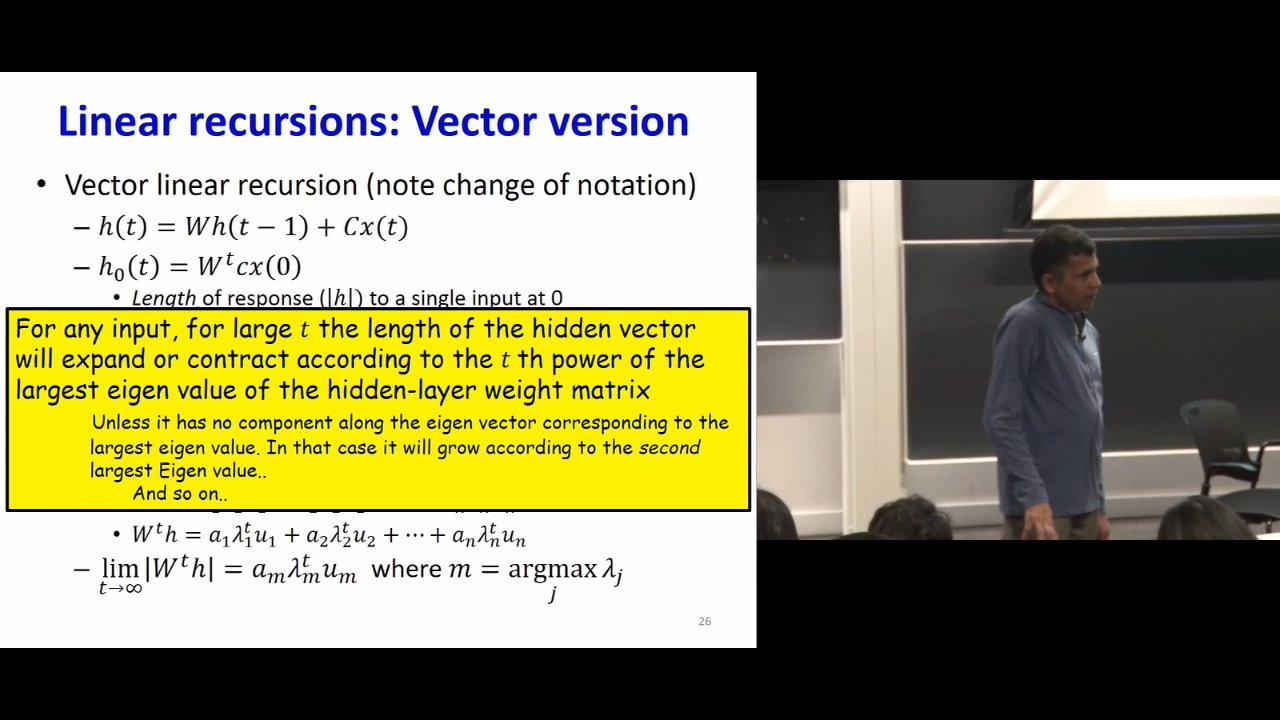 Linear recursions: Vector version
• Vector linear recursion (note change of notation)
– h(t) = Wh(t − 1) + Cx(t)
– h₀(t) = Wᵗcx(0)
• Length of response (|h|) to a single input at 0
For any input, for large t the length of the hidden vector
will expand or contract according to the t th power of the
largest eigen value of the hidden-layer weight matrix
Unless it has no component along the eigen vector corresponding to the
largest eigen value. In that case it will grow according to the second
largest Eigen value..
And so on..
• Wᵗh = a₁λ₁ᵗu₁ + a₂λ₂ᵗu₂ + ⋯ + aₙλₙᵗuₙ
– lim |Wᵗh| = aₘλₘᵗuₘ where m = argmax λⱼ
t→∞ j
26